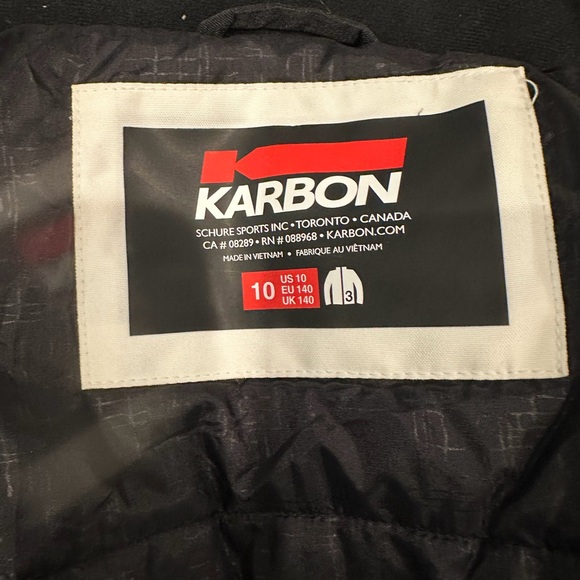 KARBON
SCHURE SPORTS INC • TORONTO • CANADA
CA # 08289 • RN # 088968 • KARBON.COM
MADE IN VIETNAM • FABRIQUE AU VIÊTNAM
10
US 10
EU 140
UK 140
3